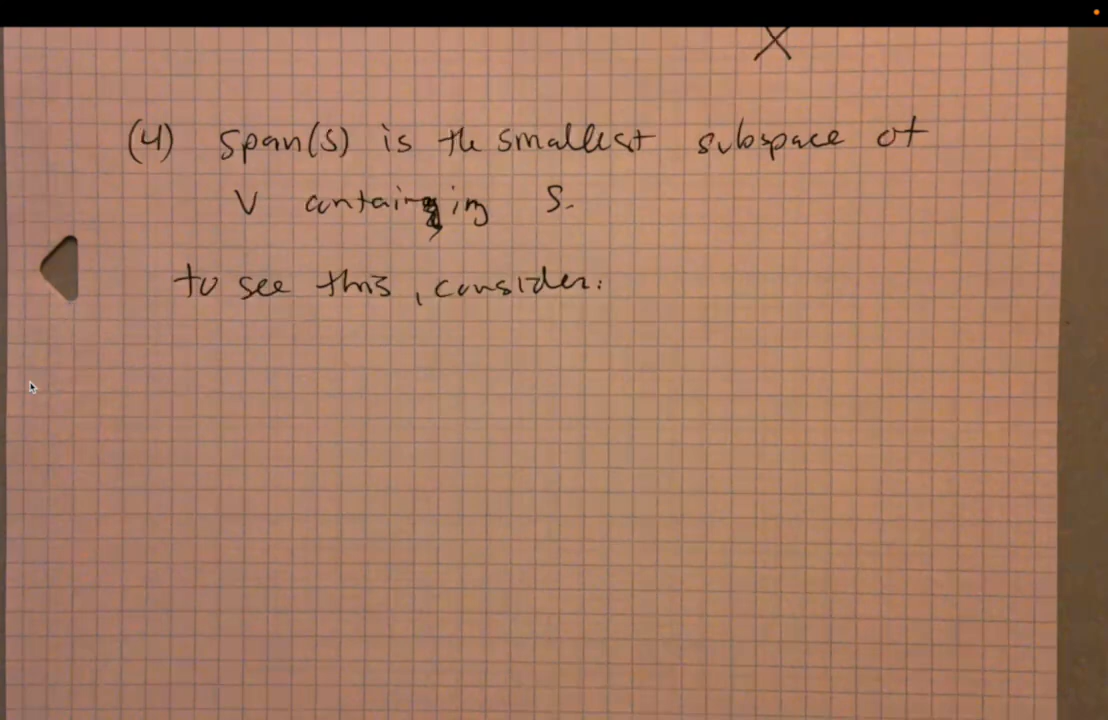 X
(4) span(S) is the smallest subspace of
V containing S.
to see this, consider: